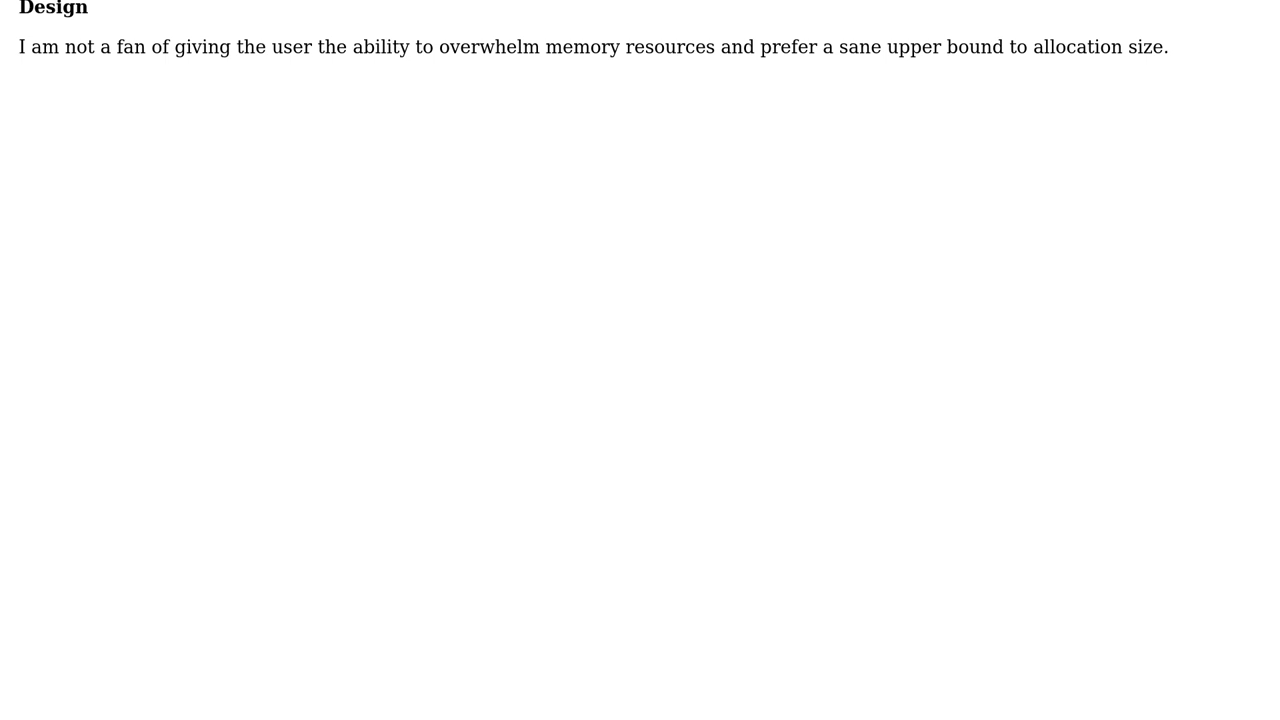 Design
I am not a fan of giving the user the ability to overwhelm memory resources and prefer a sane upper bound to allocation size.